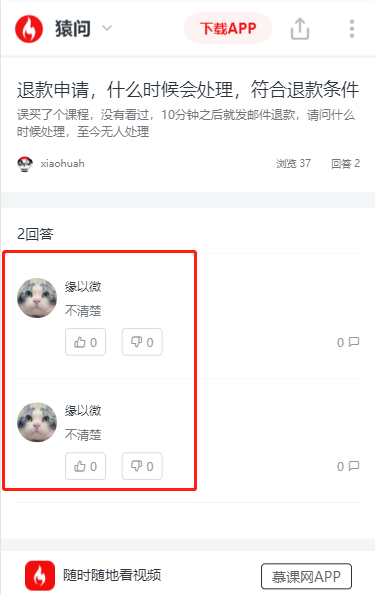 猿问
下载APP
退款申请，什么时候会处理，符合退款条件
误买了个课程，没有看过，10分钟之后就发邮件退款，请问什么
时候处理，至今无人处理
xiaohuah
浏览 37
回答 2
2回答
缘以微
不清楚
0
0
0
缘以微
不清楚
0
0
0
随时随地看视频
慕课网APP